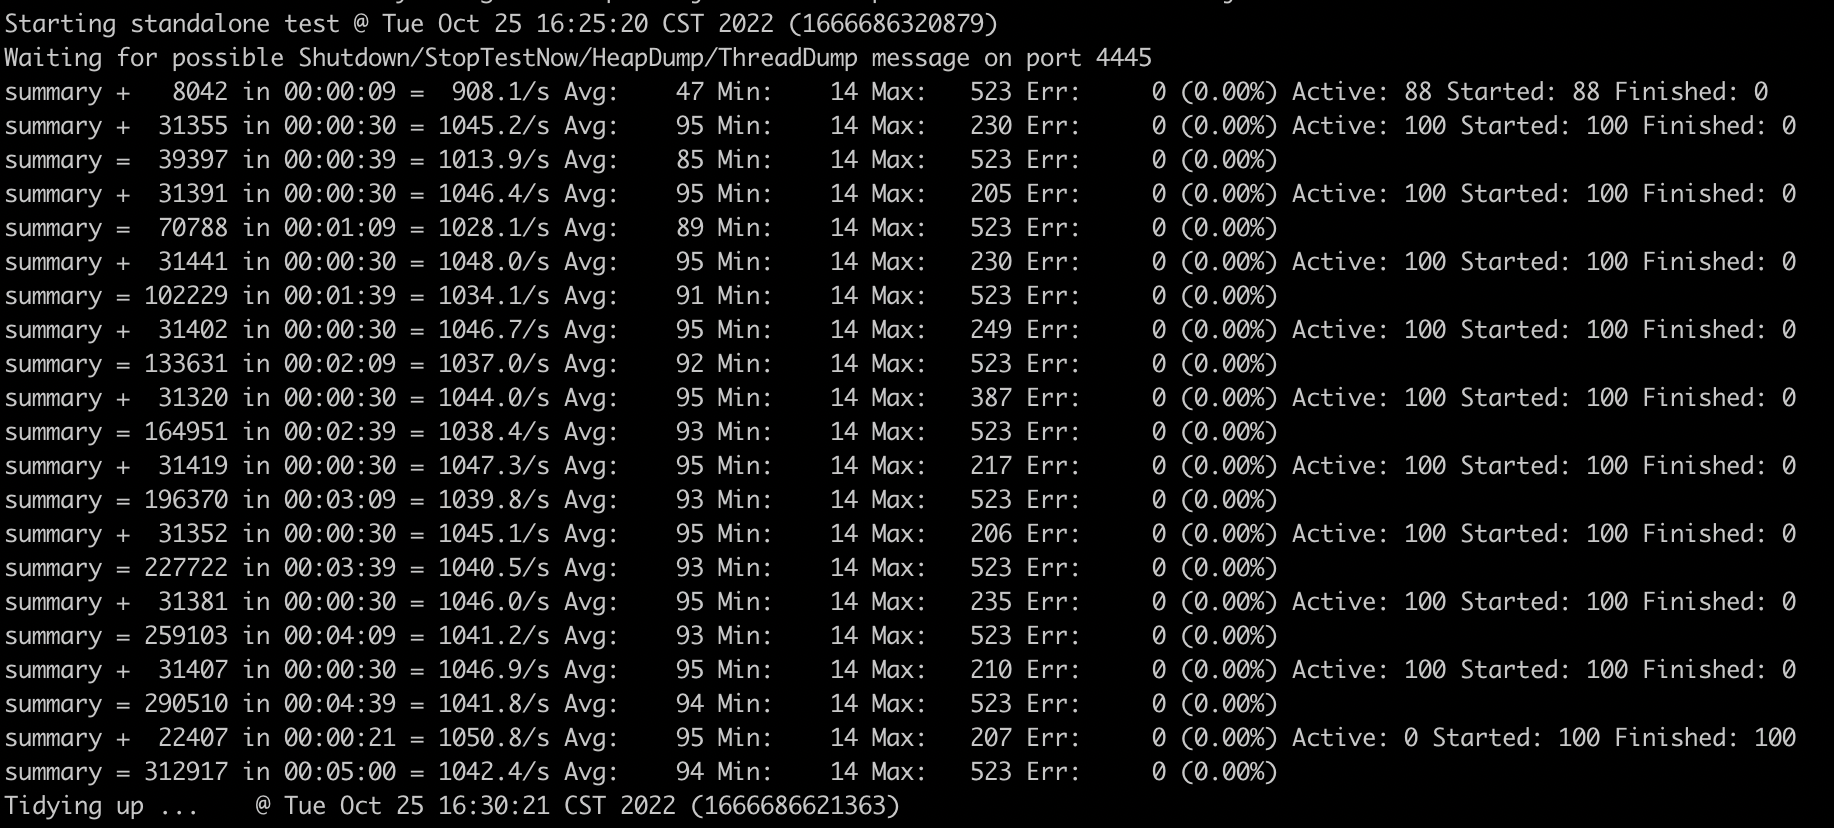 Starting standalone test @ Tue Oct 25 16:25:20 CST 2022 (1666686320879)
Waiting for possible Shutdown/StopTestNow/HeapDump/ThreadDump message on port 4445
summary +   8042 in 00:00:09 =  908.1/s Avg:    47 Min:    14 Max:   523 Err:     0 (0.00%) Active: 88 Started: 88 Finished: 0
summary +  31355 in 00:00:30 = 1045.2/s Avg:    95 Min:    14 Max:   230 Err:     0 (0.00%) Active: 100 Started: 100 Finished: 0
summary =  39397 in 00:00:39 = 1013.9/s Avg:    85 Min:    14 Max:   523 Err:     0 (0.00%)
summary +  31391 in 00:00:30 = 1046.4/s Avg:    95 Min:    14 Max:   205 Err:     0 (0.00%) Active: 100 Started: 100 Finished: 0
summary =  70788 in 00:01:09 = 1028.1/s Avg:    89 Min:    14 Max:   523 Err:     0 (0.00%)
summary +  31441 in 00:00:30 = 1048.0/s Avg:    95 Min:    14 Max:   230 Err:     0 (0.00%) Active: 100 Started: 100 Finished: 0
summary = 102229 in 00:01:39 = 1034.1/s Avg:    91 Min:    14 Max:   523 Err:     0 (0.00%)
summary +  31402 in 00:00:30 = 1046.7/s Avg:    95 Min:    14 Max:   249 Err:     0 (0.00%) Active: 100 Started: 100 Finished: 0
summary = 133631 in 00:02:09 = 1037.0/s Avg:    92 Min:    14 Max:   523 Err:     0 (0.00%)
summary +  31320 in 00:00:30 = 1044.0/s Avg:    95 Min:    14 Max:   387 Err:     0 (0.00%) Active: 100 Started: 100 Finished: 0
summary = 164951 in 00:02:39 = 1038.4/s Avg:    93 Min:    14 Max:   523 Err:     0 (0.00%)
summary +  31419 in 00:00:30 = 1047.3/s Avg:    95 Min:    14 Max:   217 Err:     0 (0.00%) Active: 100 Started: 100 Finished: 0
summary = 196370 in 00:03:09 = 1039.8/s Avg:    93 Min:    14 Max:   523 Err:     0 (0.00%)
summary +  31352 in 00:00:30 = 1045.1/s Avg:    95 Min:    14 Max:   206 Err:     0 (0.00%) Active: 100 Started: 100 Finished: 0
summary = 227722 in 00:03:39 = 1040.5/s Avg:    93 Min:    14 Max:   523 Err:     0 (0.00%)
summary +  31381 in 00:00:30 = 1046.0/s Avg:    95 Min:    14 Max:   235 Err:     0 (0.00%) Active: 100 Started: 100 Finished: 0
summary = 259103 in 00:04:09 = 1041.2/s Avg:    93 Min:    14 Max:   523 Err:     0 (0.00%)
summary +  31407 in 00:00:30 = 1046.9/s Avg:    95 Min:    14 Max:   210 Err:     0 (0.00%) Active: 100 Started: 100 Finished: 0
summary = 290510 in 00:04:39 = 1041.8/s Avg:    94 Min:    14 Max:   523 Err:     0 (0.00%)
summary +  22407 in 00:00:21 = 1050.8/s Avg:    95 Min:    14 Max:   207 Err:     0 (0.00%) Active: 0 Started: 100 Finished: 100
summary = 312917 in 00:05:00 = 1042.4/s Avg:    94 Min:    14 Max:   523 Err:     0 (0.00%)
Tidying up ...    @ Tue Oct 25 16:30:21 CST 2022 (1666686621363)